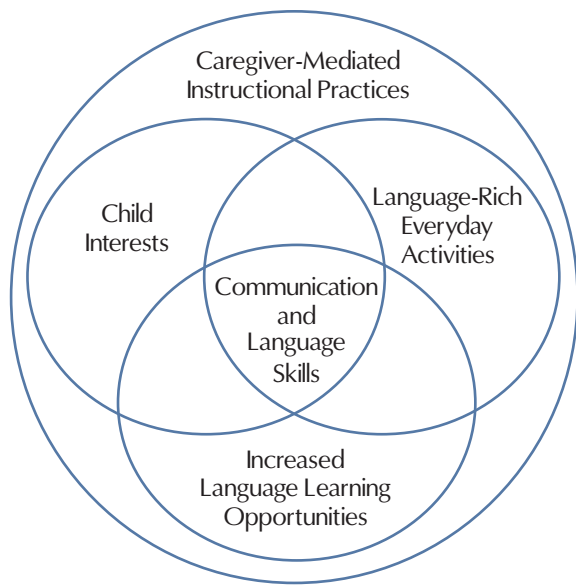 Caregiver-Mediated
Instructional Practices
Child
Interests
Language-Rich
Everyday
Activities
Communication
and
Language
Skills
Increased
Language Learning
Opportunities